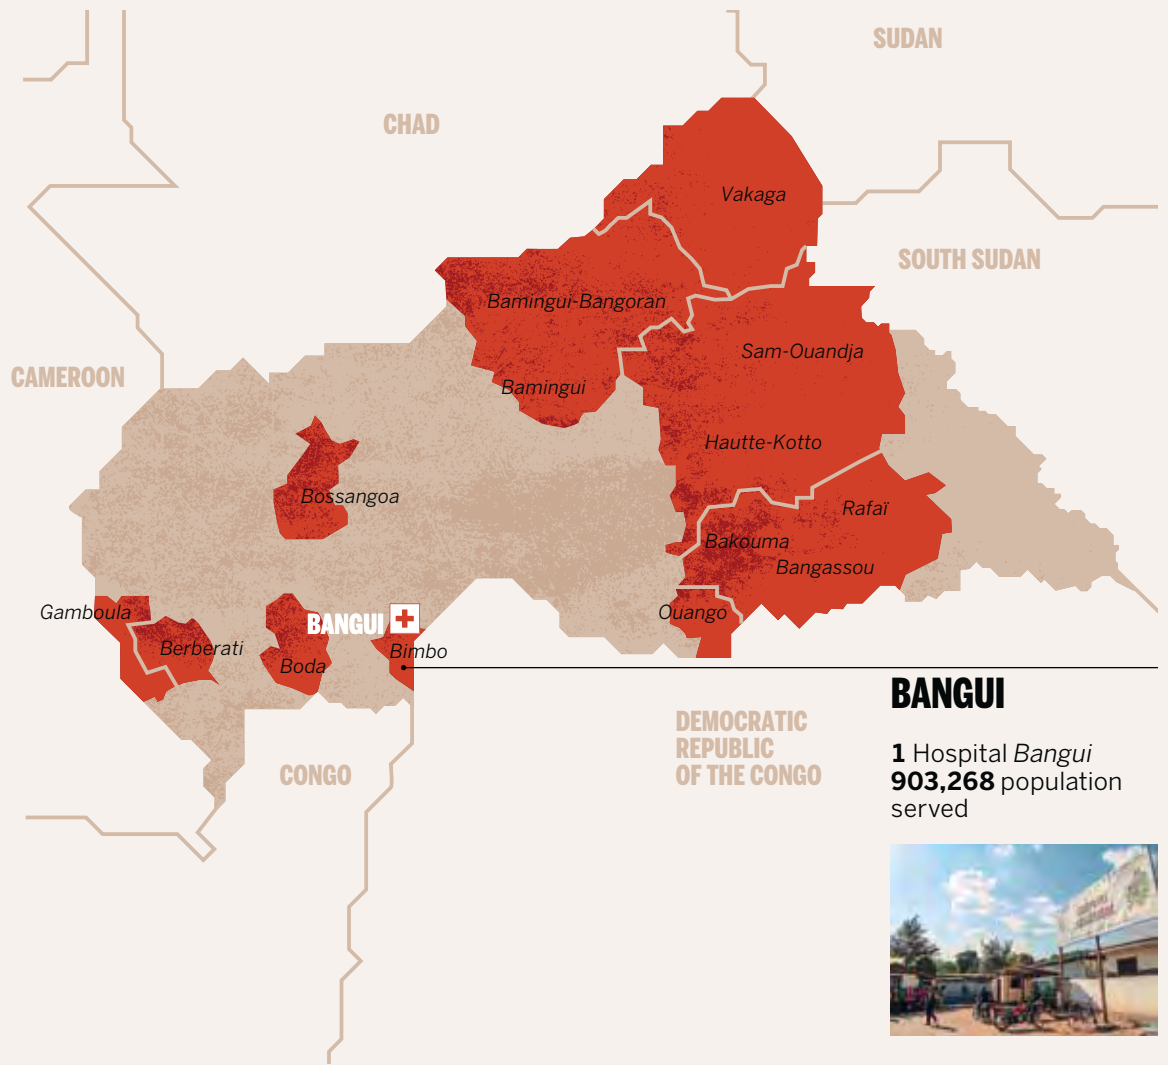 SUDAN
CHAD
Vakaga
SOUTH SUDAN
Bamingui-Bangoran
Sam-Ouandja
CAMEROON
Bamingui
Hautte-Kotto
Bossangoa
Rafaï
Bakouma
Bangassou
Gamboula
Ouango
BANGUI
Berberati
Bimbo
Boda
BANGUI
DEMOCRATIC
REPUBLIC
OF THE CONGO
CONGO
1 Hospital Bangui
903,268 population
served